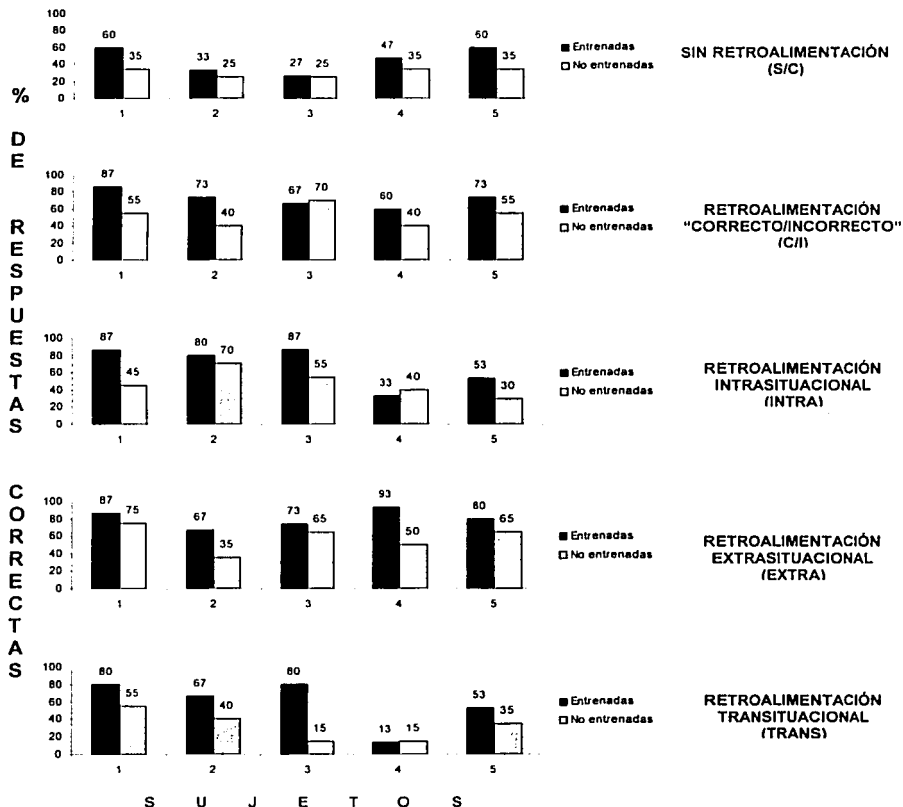 % DE RESPUESTAS CORRECTAS
100
80
60
40
20
0
60 35 33 25 27 25 47 35 60 35
1 2 3 4 5
Entrenadas
No entrenadas
SIN RETROALIMENTACIÓN
(S/C)
100
80
60
40
20
0
87 55 73 40 67 70 60 40 73 55
1 2 3 4 5
Entrenadas
No entrenadas
RETROALIMENTACIÓN
"CORRECTO/INCORRECTO"
(C/I)
100
80
60
40
20
0
87 45 80 70 87 55 33 40 53 30
1 2 3 4 5
Entrenadas
No entrenadas
RETROALIMENTACIÓN
INTRASITUACIONAL
(INTRA)
100
80
60
40
20
0
87 75 67 35 73 65 93 50 80 65
1 2 3 4 5
Entrenadas
No entrenadas
RETROALIMENTACIÓN
EXTRASITUACIONAL
(EXTRA)
100
80
60
40
20
0
80 55 67 40 80 15 13 15 53 35
1 2 3 4 5
Entrenadas
No entrenadas
RETROALIMENTACIÓN
TRANSITUACIONAL
(TRANS)
S U J E T O S